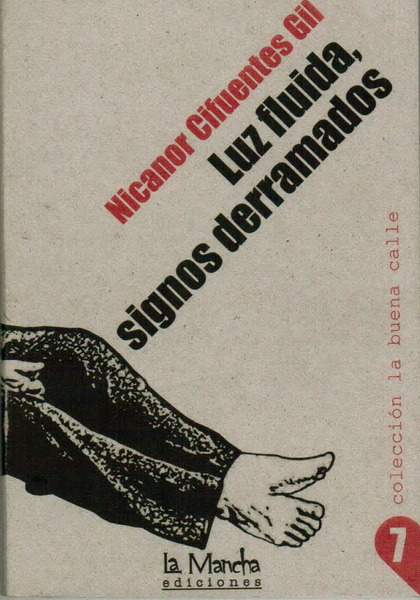 Nicanor Cifuentes Gil
Luz fluida,
signos derramados
colección la buena calle
7
La Mancha
ediciones